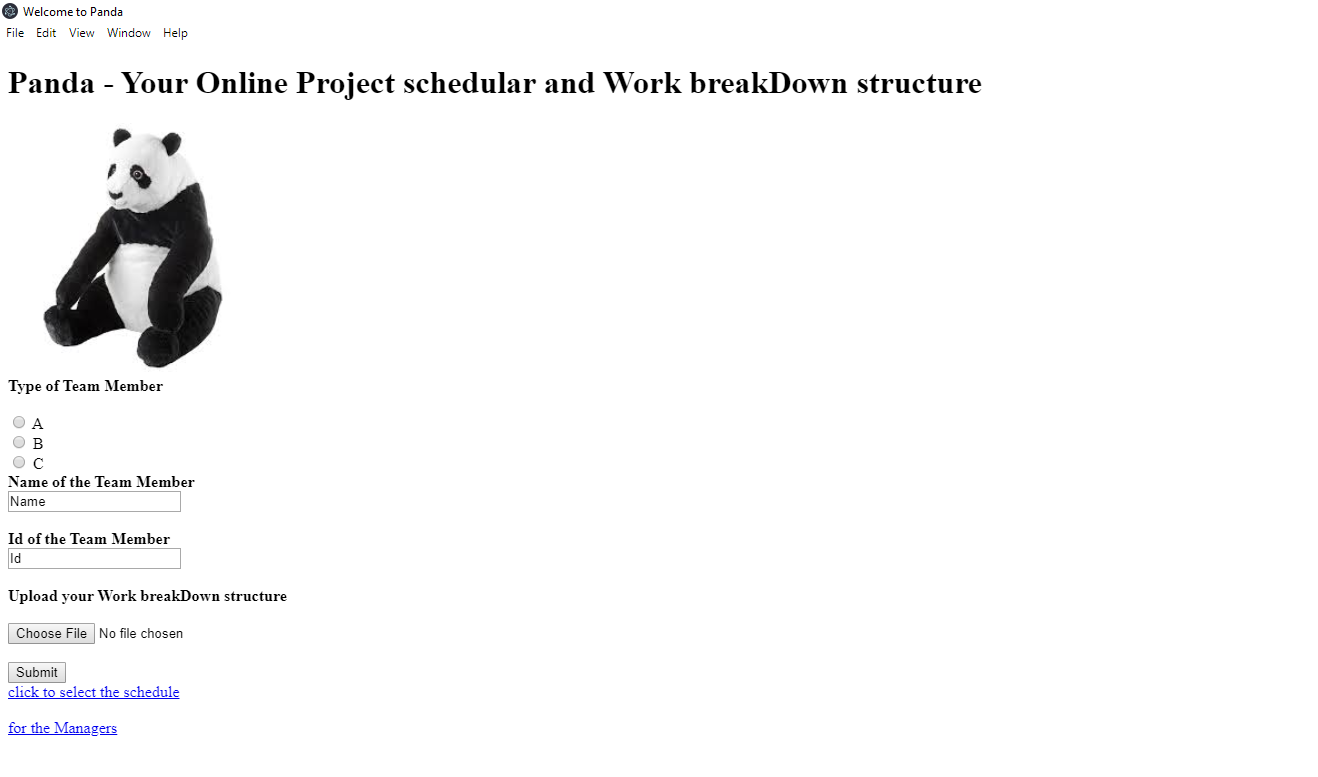 Welcome to Panda
File Edit View Window Help
Panda - Your Online Project schedular and Work breakDown structure
Type of Team Member
A
B
C
Name of the Team Member
Name
Id of the Team Member
Id
Upload your Work breakDown structure
Choose File No file chosen
Submit
click to select the schedule
for the Managers